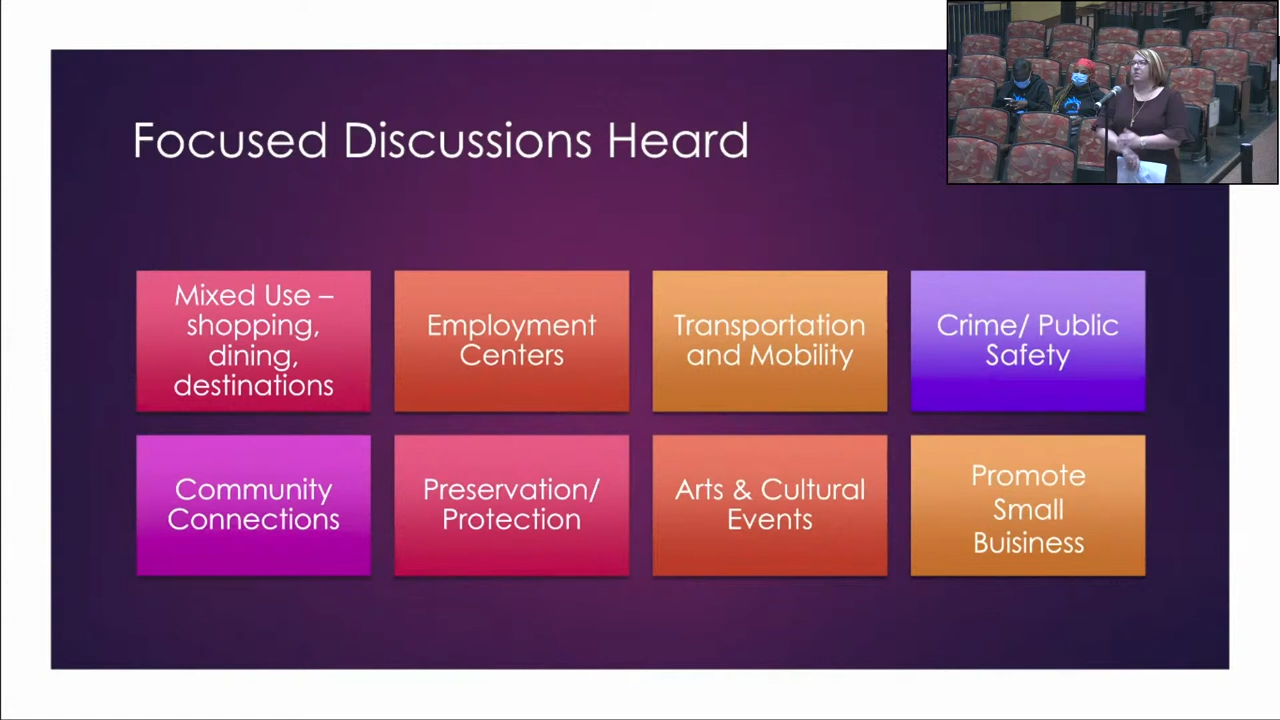 Focused Discussions Heard
Mixed Use –
shopping,
dining,
destinations
Employment
Centers
Transportation
and Mobility
Crime/ Public
Safety
Community
Connections
Preservation/
Protection
Arts & Cultural
Events
Promote
Small
Buisiness